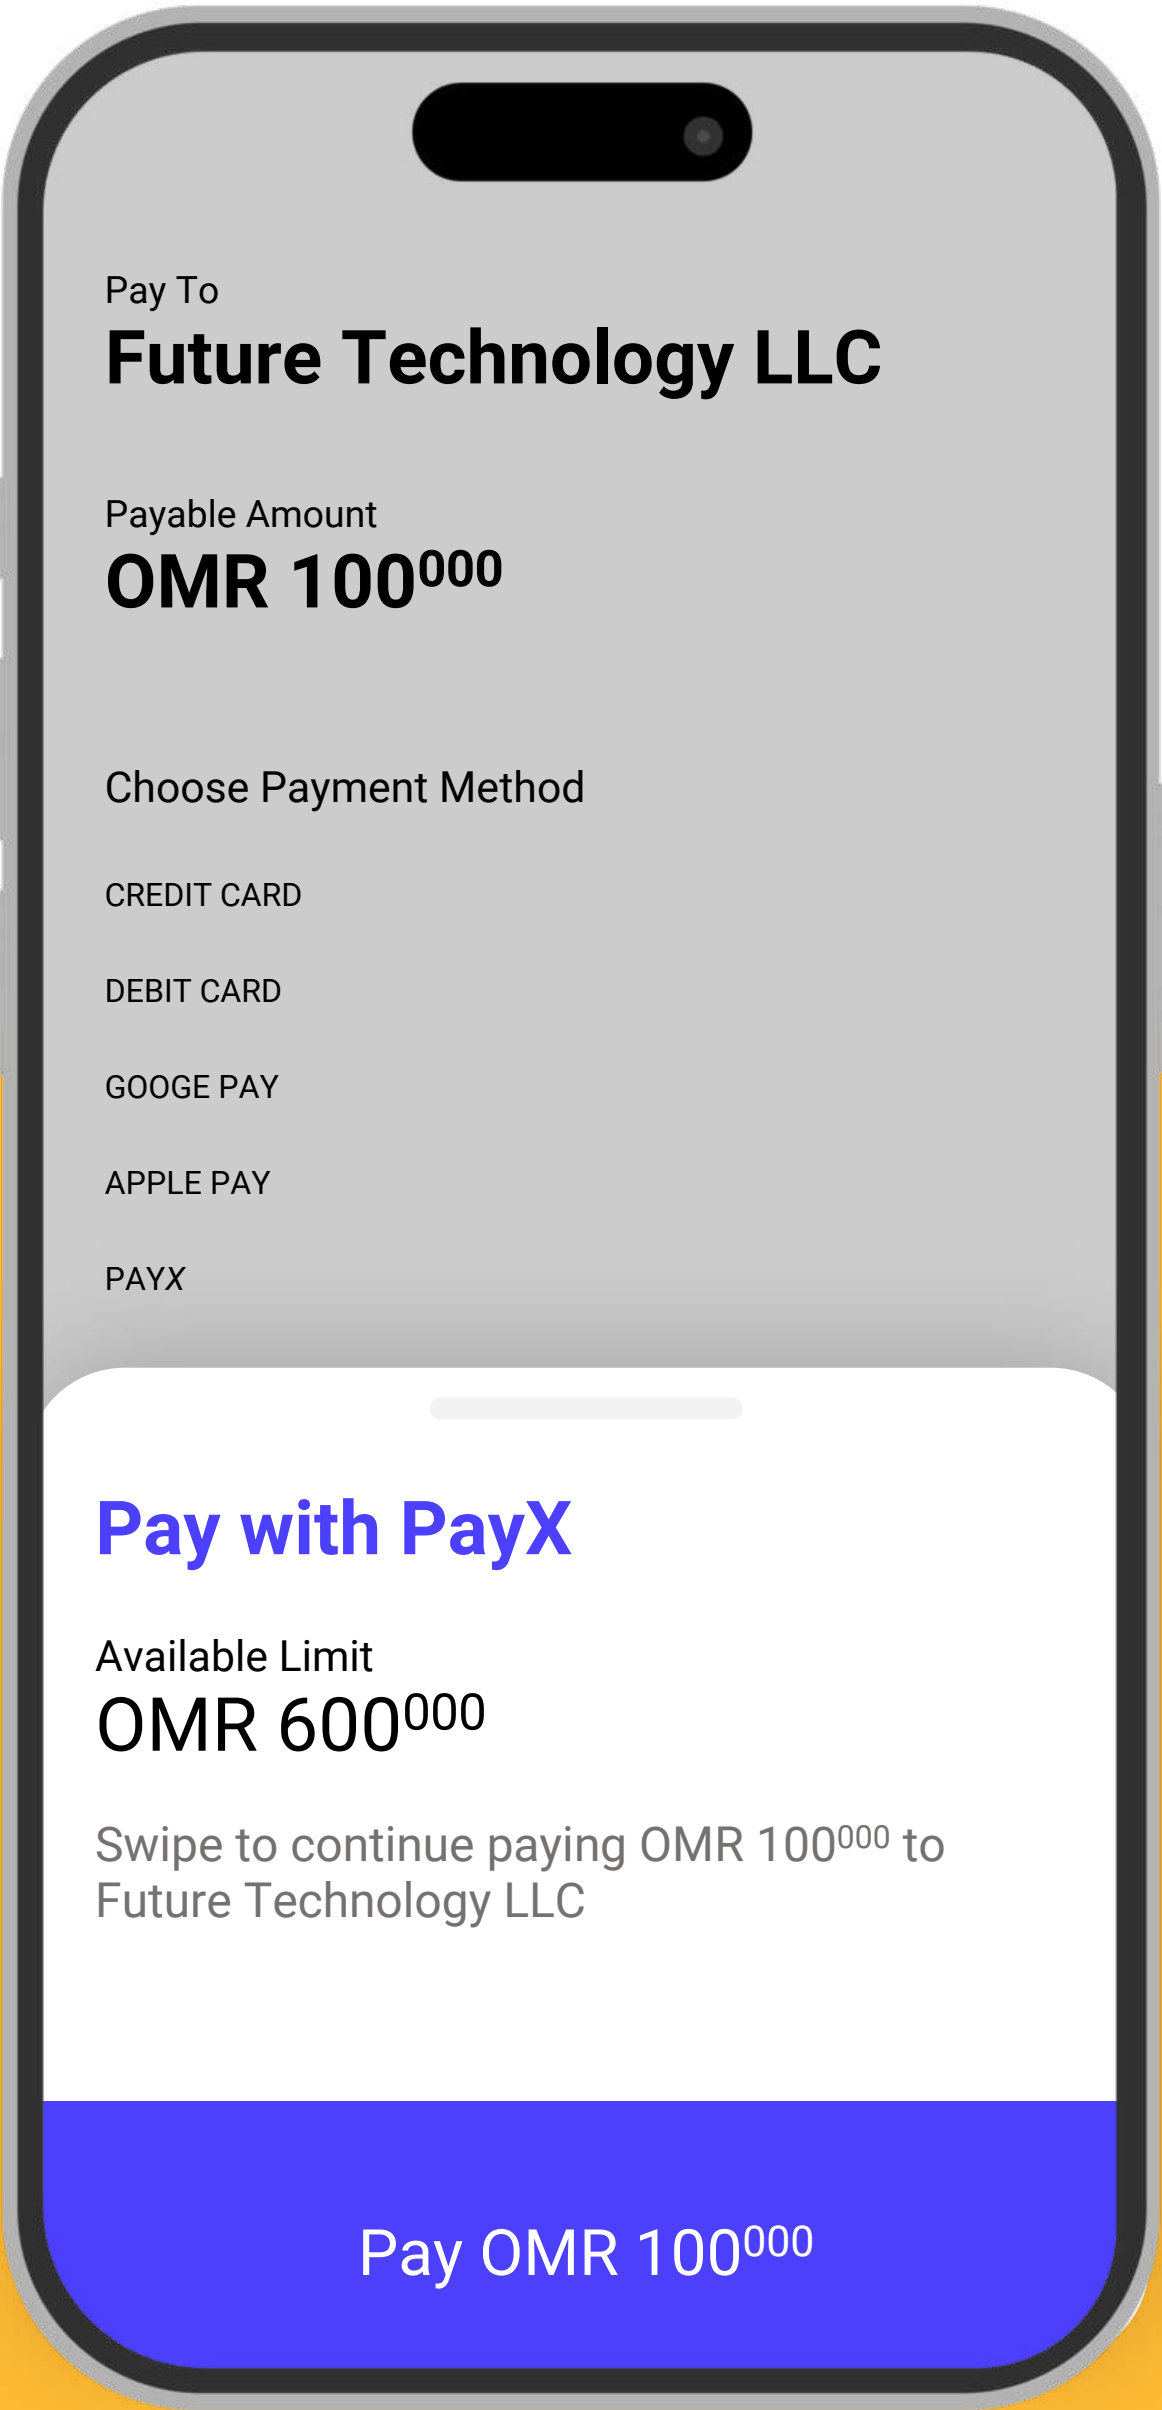 Pay To
Future Technology LLC
Payable Amount
OMR 100⁰⁰⁰
Choose Payment Method
CREDIT CARD
DEBIT CARD
GOOGE PAY
APPLE PAY
PAYX
Pay with PayX
Available Limit
OMR 600⁰⁰⁰
Swipe to continue paying OMR 100⁰⁰⁰ to
Future Technology LLC
Pay OMR 100⁰⁰⁰